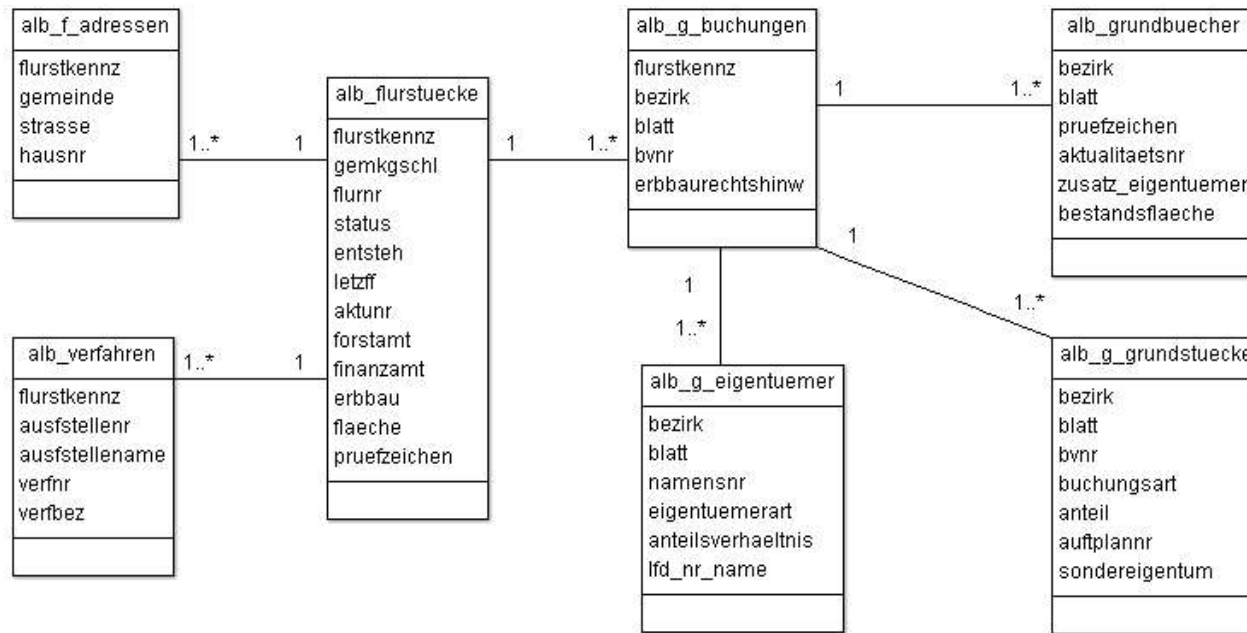 alb_f_adressen
flurstkennz
gemeinde
strasse
hausnr
1..*
1
alb_verfahren
flurstkennz
ausfstellenr
ausfstellename
verfnr
verfbez
1..*
1
alb_flurstuecke
flurstkennz
gemkgschl
flurnr
status
entsteh
letzff
aktunr
forstamt
finanzamt
erbbau
flaeche
pruefzeichen
1
1..*
alb_g_buchungen
flurstkennz
bezirk
blatt
bvnr
erbbaurechtshinw
1
1..*
1
1..*
1
1..*
alb_g_eigentuemer
bezirk
blatt
namensnr
eigentuemerart
anteilsverhaeltnis
lfd_nr_name
alb_grundbuecher
bezirk
blatt
pruefzeichen
aktualitaetsnr
zusatz_eigentuemer
bestandsflaeche
alb_g_grundstuecke
bezirk
blatt
bvnr
buchungsart
anteil
auftplannr
sondereigentum